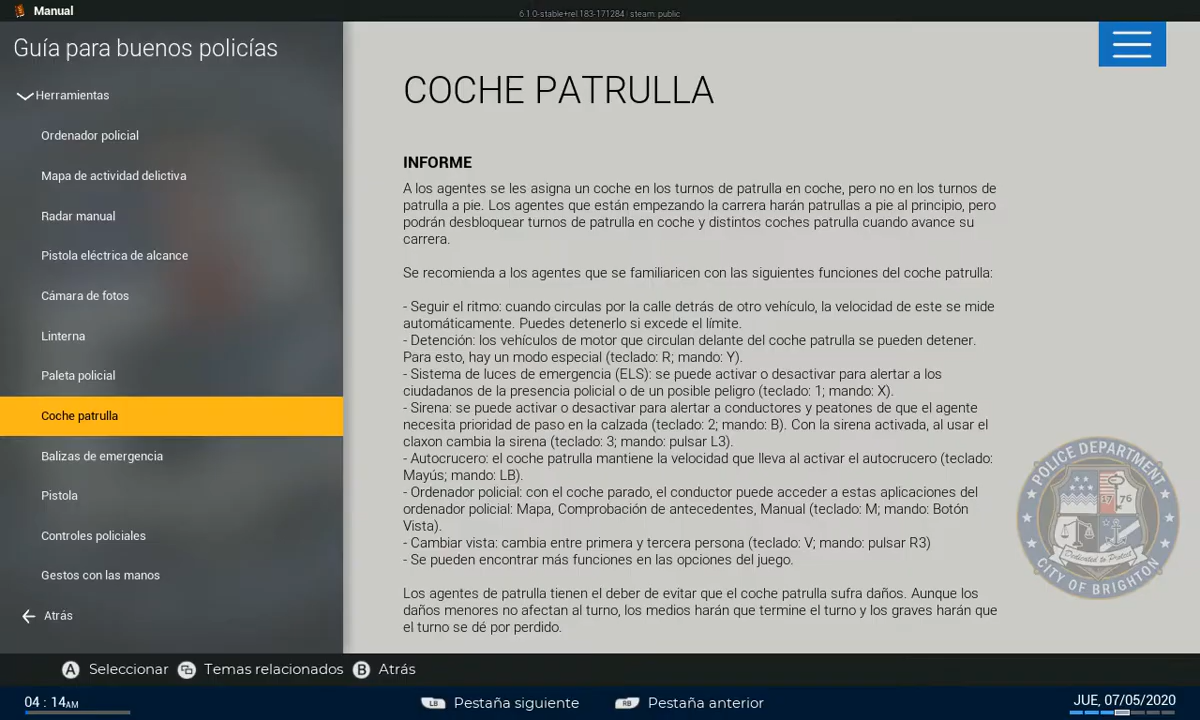 Manual
6.1.0-stable+rel.183-171284 | steam: public
Guía para buenos policías
Herramientas
Ordenador policial
Mapa de actividad delictiva
Radar manual
Pistola eléctrica de alcance
Cámara de fotos
Linterna
Paleta policial
Coche patrulla
Balizas de emergencia
Pistola
Controles policiales
Gestos con las manos
Atrás
COCHE PATRULLA
INFORME
A los agentes se les asigna un coche en los turnos de patrulla en coche, pero no en los turnos de
patrulla a pie. Los agentes que están empezando la carrera harán patrullas a pie al principio, pero
podrán desbloquear turnos de patrulla en coche y distintos coches patrulla cuando avance su
carrera.
Se recomienda a los agentes que se familiaricen con las siguientes funciones del coche patrulla:
- Seguir el ritmo: cuando circulas por la calle detrás de otro vehículo, la velocidad de este se mide
automáticamente. Puedes detenerlo si excede el límite.
- Detención: los vehículos de motor que circulan delante del coche patrulla se pueden detener.
Para esto, hay un modo especial (teclado: R; mando: Y).
- Sistema de luces de emergencia (ELS): se puede activar o desactivar para alertar a los
ciudadanos de la presencia policial o de un posible peligro (teclado: 1; mando: X).
- Sirena: se puede activar o desactivar para alertar a conductores y peatones de que el agente
necesita prioridad de paso en la calzada (teclado: 2; mando: B). Con la sirena activada, al usar el
claxon cambia la sirena (teclado: 3; mando: pulsar L3).
- Autocrucero: el coche patrulla mantiene la velocidad que lleva al activar el autocrucero (teclado:
Mayús; mando: LB).
- Ordenador policial: con el coche parado, el conductor puede acceder a estas aplicaciones del
ordenador policial: Mapa, Comprobación de antecedentes, Manual (teclado: M; mando: Botón
Vista).
- Cambiar vista: cambia entre primera y tercera persona (teclado: V; mando: pulsar R3)
- Se pueden encontrar más funciones en las opciones del juego.
Los agentes de patrulla tienen el deber de evitar que el coche patrulla sufra daños. Aunque los
daños menores no afectan al turno, los medios harán que termine el turno y los graves harán que
el turno se dé por perdido.
POLICE DEPARTMENT
17 76
Dedicated to Protect
CITY OF BRIGHTON
A Seleccionar Temas relacionados B Atrás
04 : 14AM
LB Pestaña siguiente RB Pestaña anterior
JUE, 07/05/2020